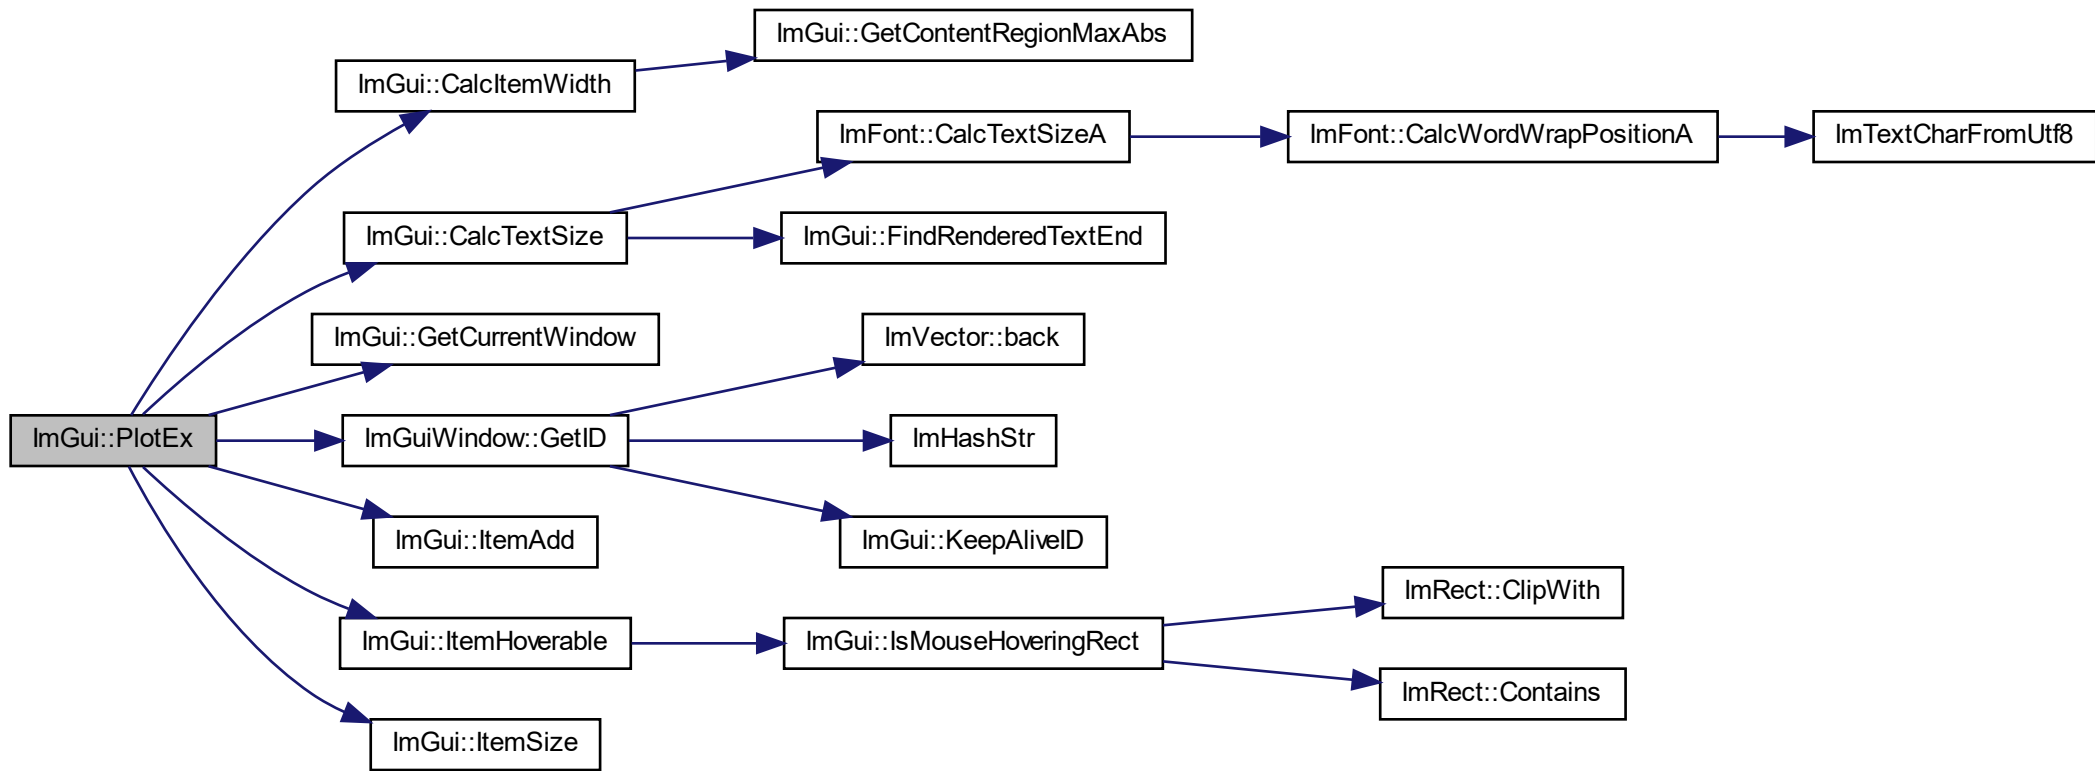 ImGui::GetContentRegionMaxAbs
ImGui::CalcItemWidth
ImFont::CalcTextSizeA
ImFont::CalcWordWrapPositionA
ImTextCharFromUtf8
ImGui::CalcTextSize
ImGui::FindRenderedTextEnd
ImGui::GetCurrentWindow
ImVector::back
ImGui::PlotEx
ImGuiWindow::GetID
ImHashStr
ImGui::ItemAdd
ImGui::KeepAliveID
ImRect::ClipWith
ImGui::ItemHoverable
ImGui::IsMouseHoveringRect
ImRect::Contains
ImGui::ItemSize